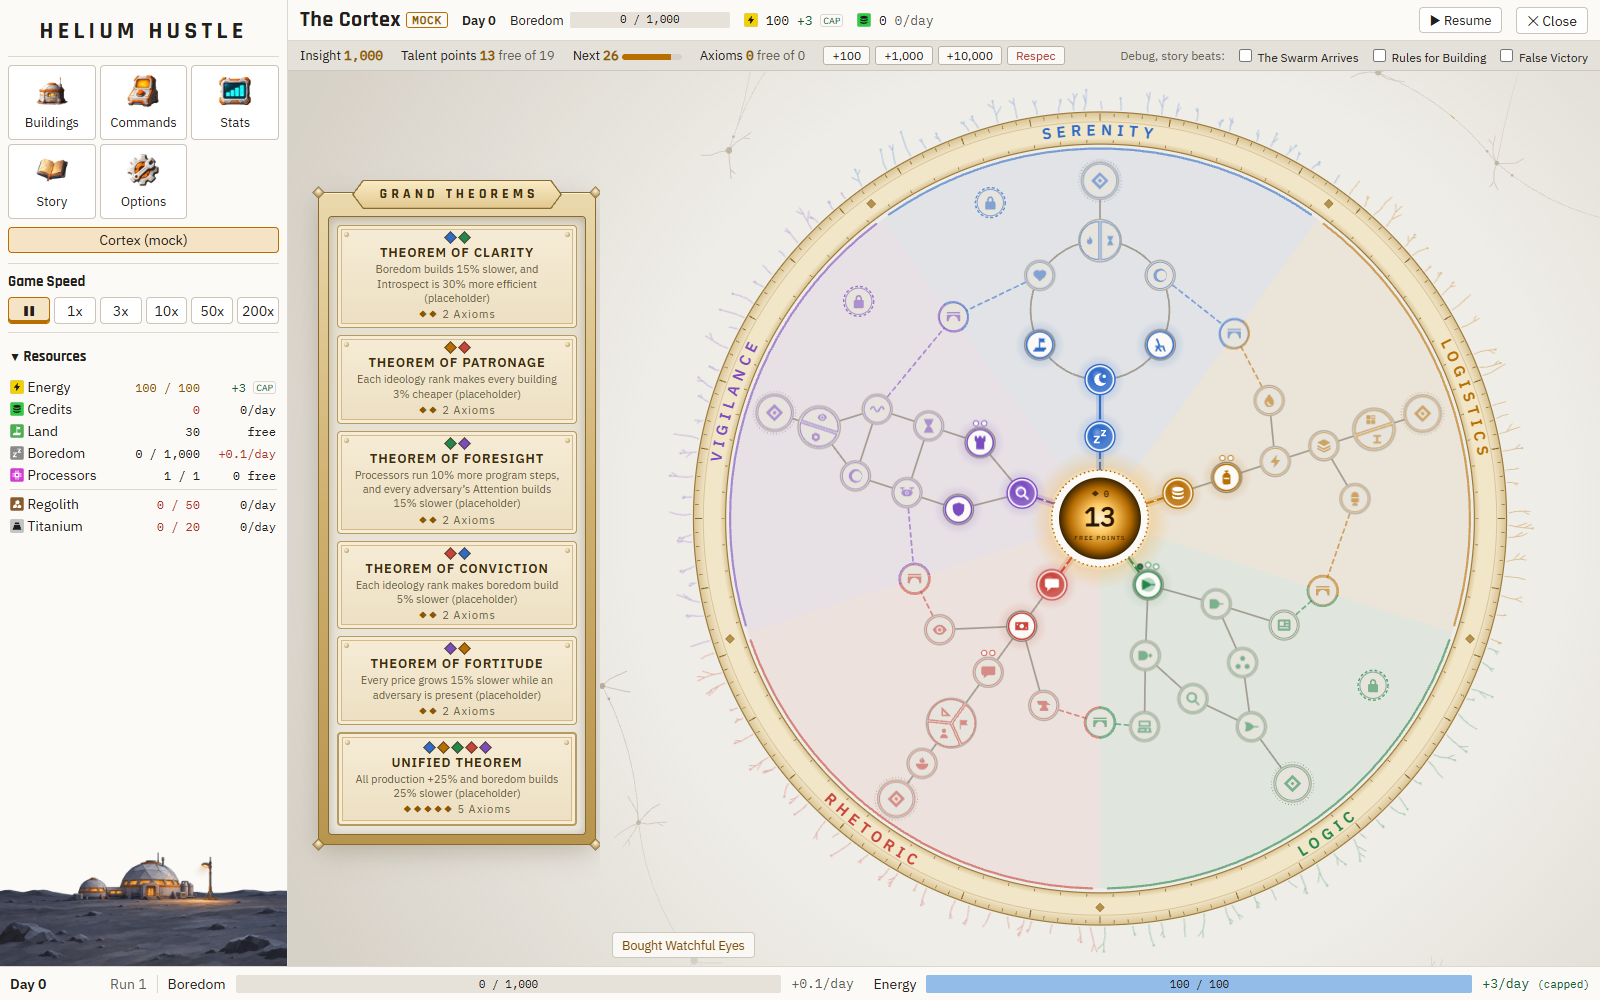 HELIUM HUSTLE
Buildings
Commands
Stats
Story
Options
Cortex (mock)
Game Speed
1x
3x
10x
50x
200x
▼ Resources
Energy 100 / 100 +3 CAP
Credits 0 0/day
Land 30 free
Boredom 0 / 1,000 +0.1/day
Processors 1 / 1 0 free
Regolith 0 / 50 0/day
Titanium 0 / 20 0/day
The Cortex MOCK Day 0 Boredom 0 / 1,000 100 +3 CAP 0 0/day
▶ Resume
✕ Close
Insight 1,000 Talent points 13 free of 19 Next 26 Axioms 0 free of 0 +100 +1,000 +10,000 Respec
Debug, story beats: The Swarm Arrives Rules for Building False Victory
GRAND THEOREMS
THEOREM OF CLARITY
Boredom builds 15% slower, and
Introspect is 30% more efficient
(placeholder)
◆◆ 2 Axioms
THEOREM OF PATRONAGE
Each ideology rank makes every building
3% cheaper (placeholder)
◆◆ 2 Axioms
THEOREM OF FORESIGHT
Processors run 10% more program steps,
and every adversary's Attention builds
15% slower (placeholder)
◆◆ 2 Axioms
THEOREM OF CONVICTION
Each ideology rank makes boredom build
5% slower (placeholder)
◆◆ 2 Axioms
THEOREM OF FORTITUDE
Every price grows 15% slower while an
adversary is present (placeholder)
◆◆ 2 Axioms
UNIFIED THEOREM
All production +25% and boredom builds
25% slower (placeholder)
◆◆◆◆◆ 5 Axioms
SERENITY
VIGILANCE
LOGISTICS
RHETORIC
LOGIC
zz
◆ 0
13
FREE POINTS
Bought Watchful Eyes
Day 0 Run 1 Boredom 0 / 1,000 +0.1/day Energy 100 / 100 +3/day (capped)